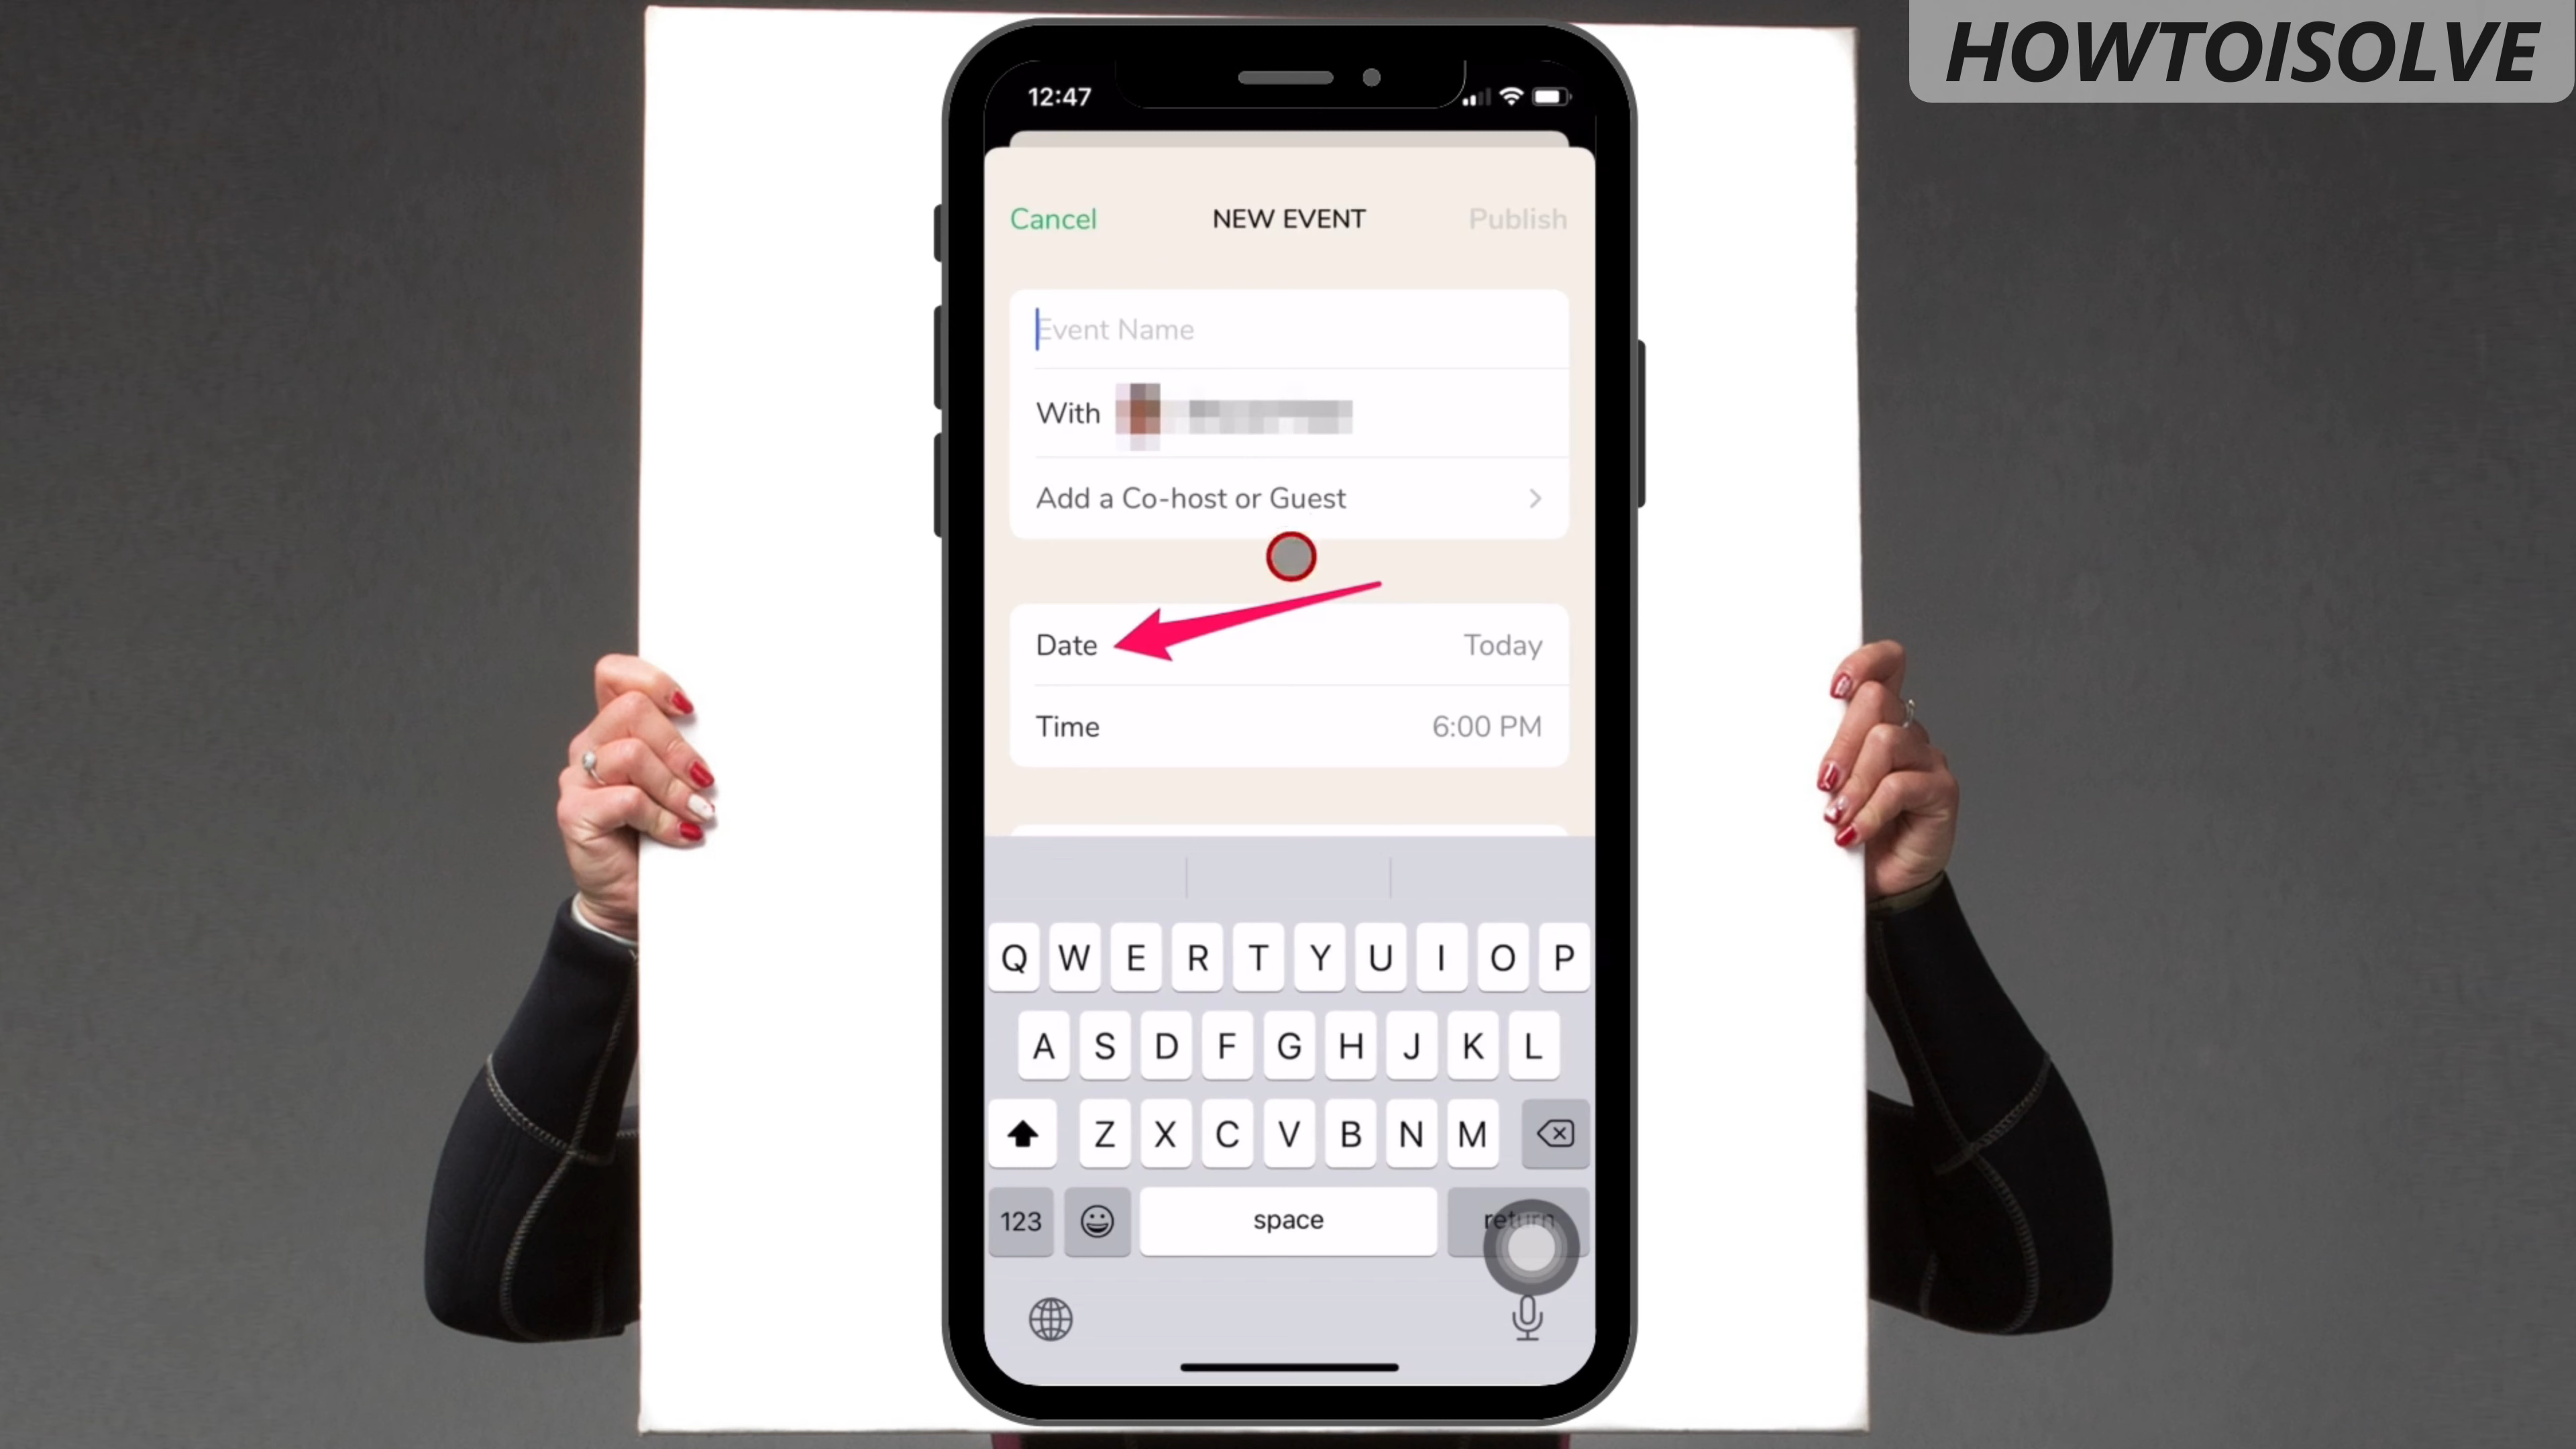 HOWTOISOLVE
12:47
Cancel NEW EVENT Publish
Event Name
With
Add a Co-host or Guest
Date Today
Time 6:00 PM
Q W E R T Y U I O P
A S D F G H J K L
Z X C V B N M
123 space return